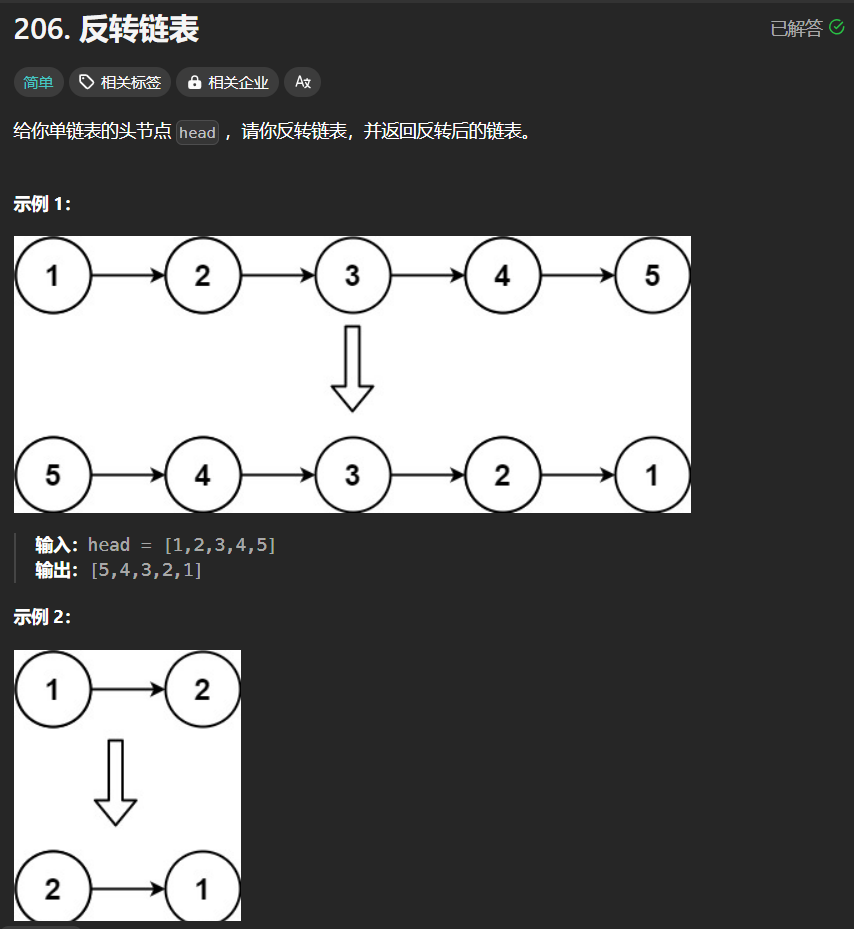 206. 反转链表
已解答
简单 相关标签 相关企业
给你单链表的头节点 head ，请你反转链表，并返回反转后的链表。
示例 1：
1 2 3 4 5
5 4 3 2 1
输入：head = [1,2,3,4,5]
输出：[5,4,3,2,1]
示例 2：
1 2
2 1